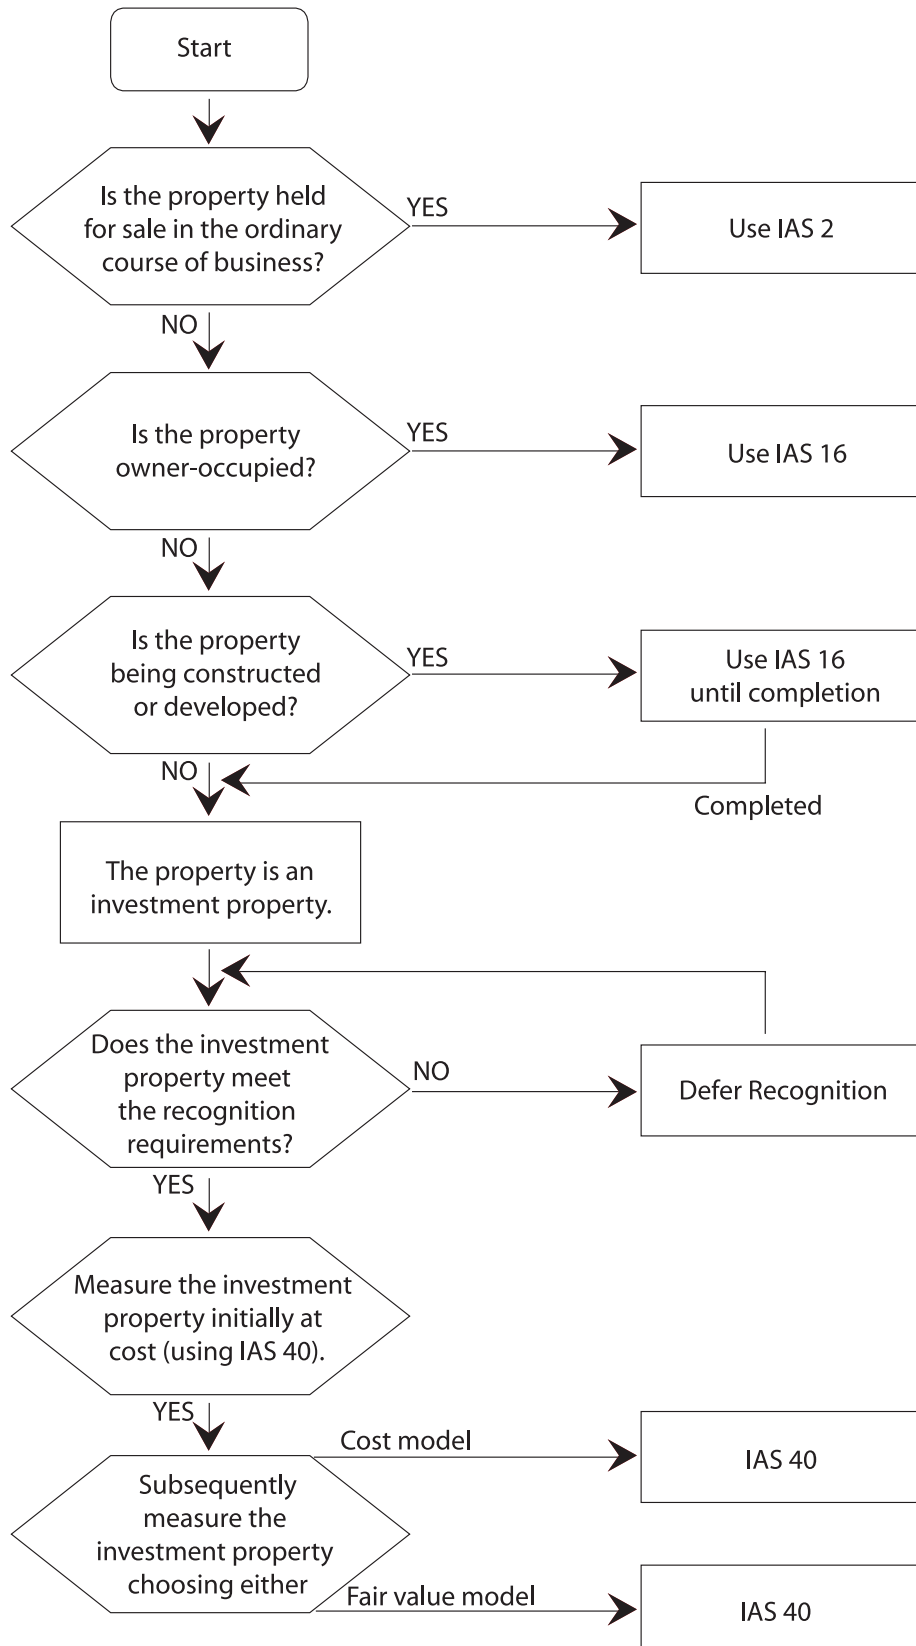 Start
Is the property held
for sale in the ordinary
course of business?
YES
Use IAS 2
NO
Is the property
owner-occupied?
YES
Use IAS 16
NO
Is the property
being constructed
or developed?
YES
Use IAS 16
until completion
NO
Completed
The property is an
investment property.
Does the investment
property meet
the recognition
requirements?
NO
Defer Recognition
YES
Measure the investment
property initially at
cost (using IAS 40).
YES
Cost model
IAS 40
Subsequently
measure the
investment property
choosing either
Fair value model
IAS 40